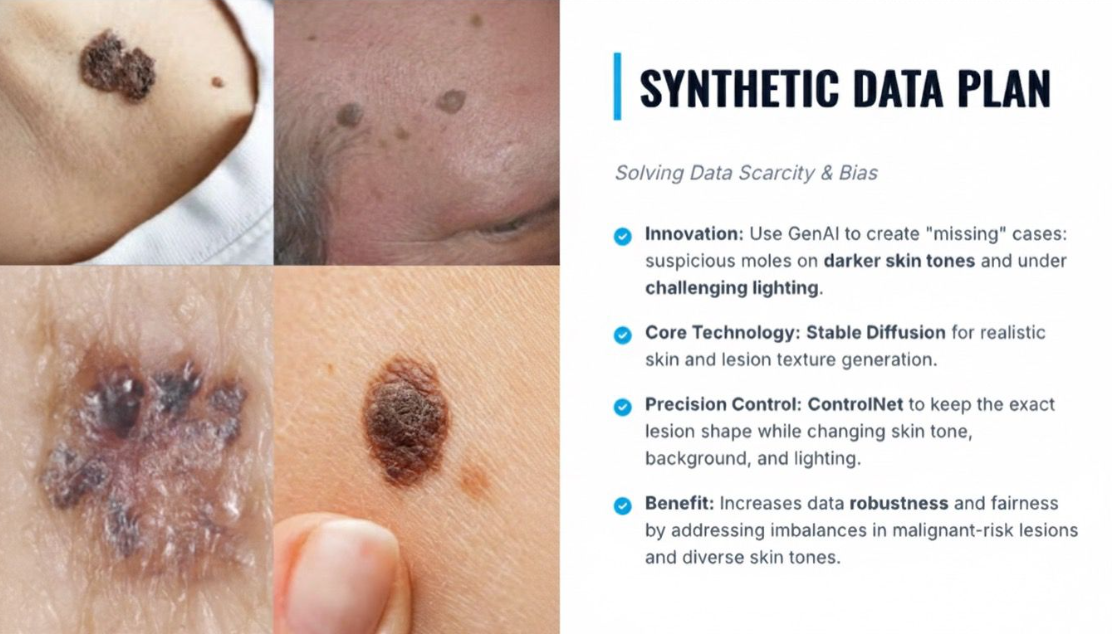 SYNTHETIC DATA PLAN
Solving Data Scarcity & Bias
Innovation: Use GenAI to create "missing" cases:
suspicious moles on darker skin tones and under
challenging lighting.
Core Technology: Stable Diffusion for realistic
skin and lesion texture generation.
Precision Control: ControlNet to keep the exact
lesion shape while changing skin tone,
background, and lighting.
Benefit: Increases data robustness and fairness
by addressing imbalances in malignant-risk lesions
and diverse skin tones.